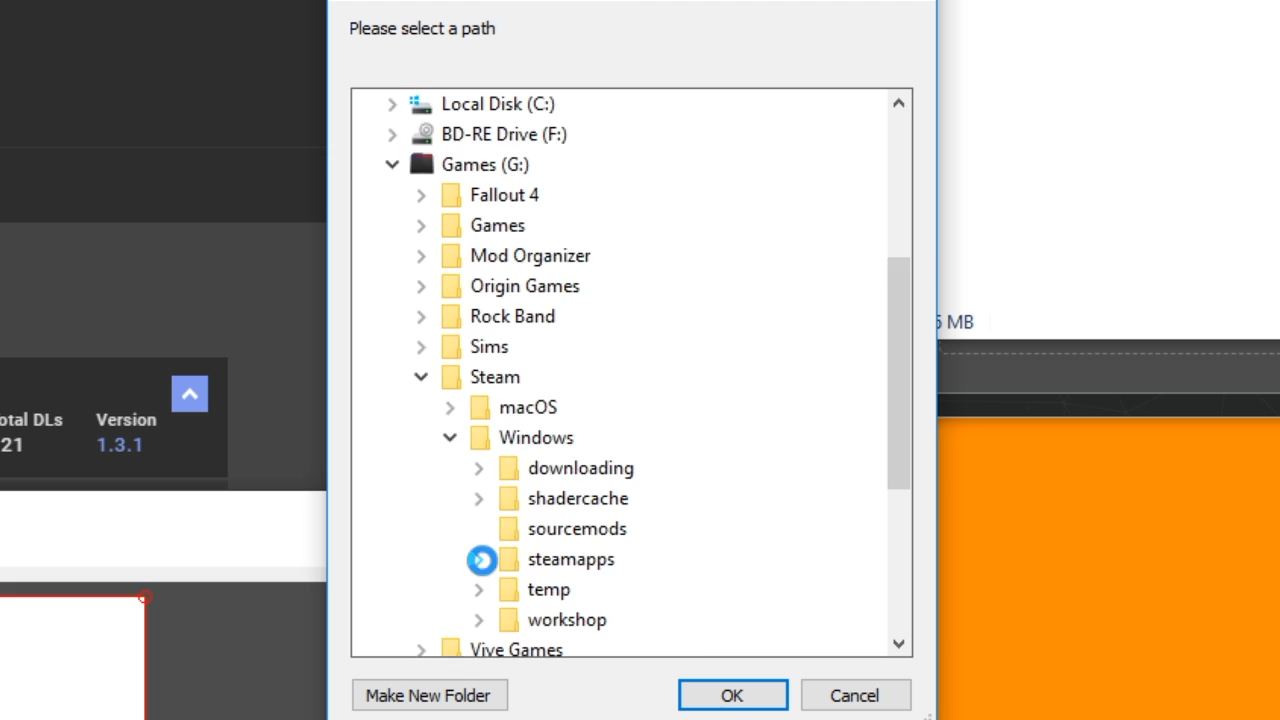 Please select a path
Local Disk (C:)
BD-RE Drive (F:)
Games (G:)
Fallout 4
Games
Mod Organizer
Origin Games
Rock Band
Sims
Steam
macOS
Windows
downloading
shadercache
sourcemods
steamapps
temp
workshop
Vive Games
Make New Folder
OK
Cancel
otal DLs
Version
21
1.3.1
MB